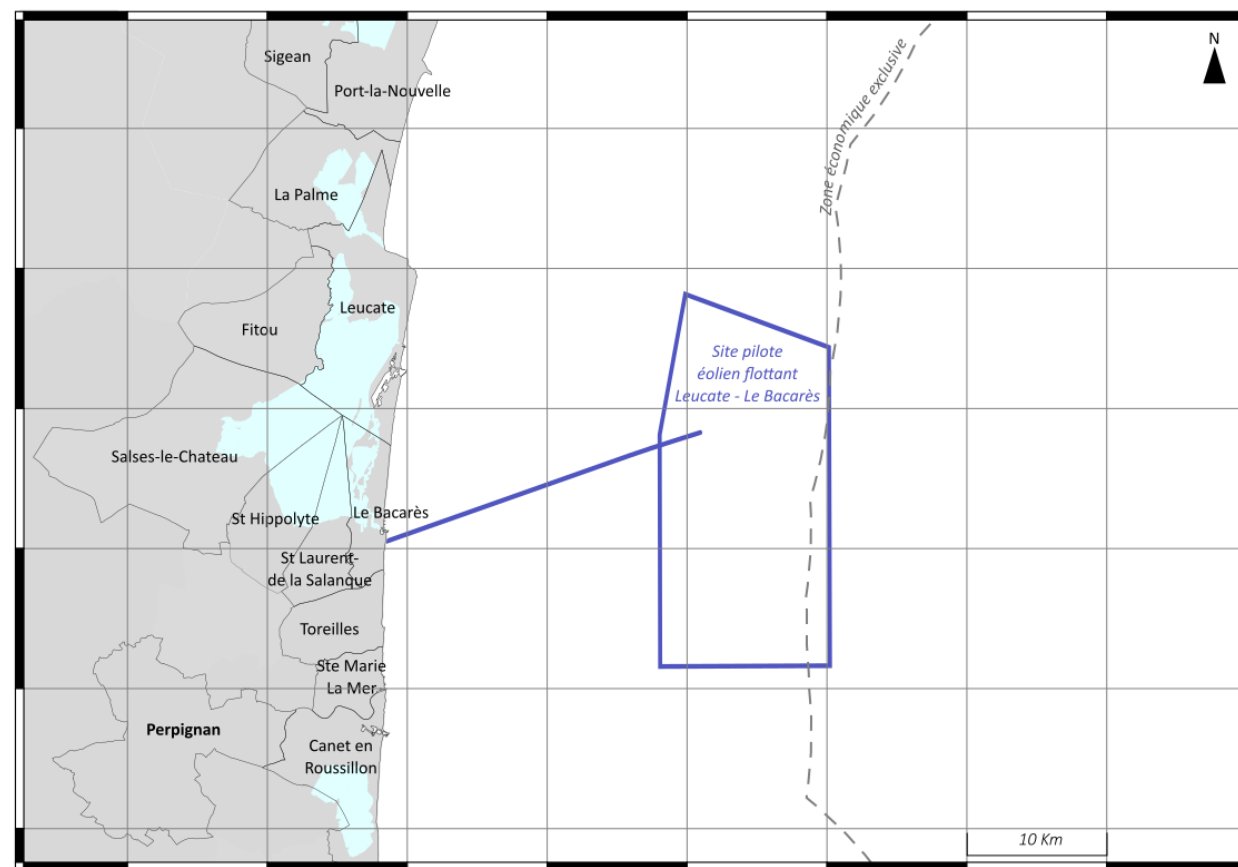 N
Sigean
Port-la-Nouvelle
Zone économique exclusive
La Palme
Leucate
Fitou
Site pilote
éolien flottant
Leucate - Le Bacarès
Salses-le-Chateau
Le Bacarès
St Hippolyte
St Laurent-
de la Salanque
Toreilles
Ste Marie
La Mer
Perpignan
Canet en
Roussillon
10 Km